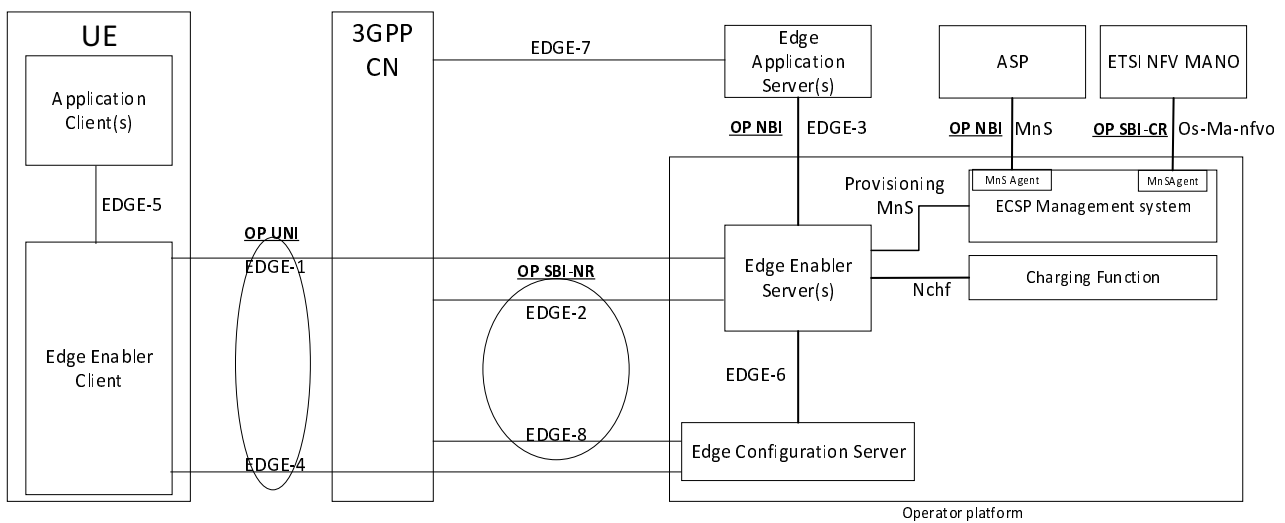 UE
Application
Client(s)
EDGE-5
Edge Enabler
Client
OP UNI
EDGE-1
EDGE-4
3GPP
CN
EDGE-7
OP SBI-NR
EDGE-2
EDGE-8
Edge
Application
Server(s)
OP NBI
EDGE-3
ASP
OP NBI
MnS
ETSI NFV MANO
OP SBI-CR
Os-Ma-nfvo
MnS Agent
MnSAgent
ECSP Management system
Provisioning
MnS
Edge Enabler
Server(s)
Nchf
Charging Function
EDGE-6
Edge Configuration Server
Operator platform